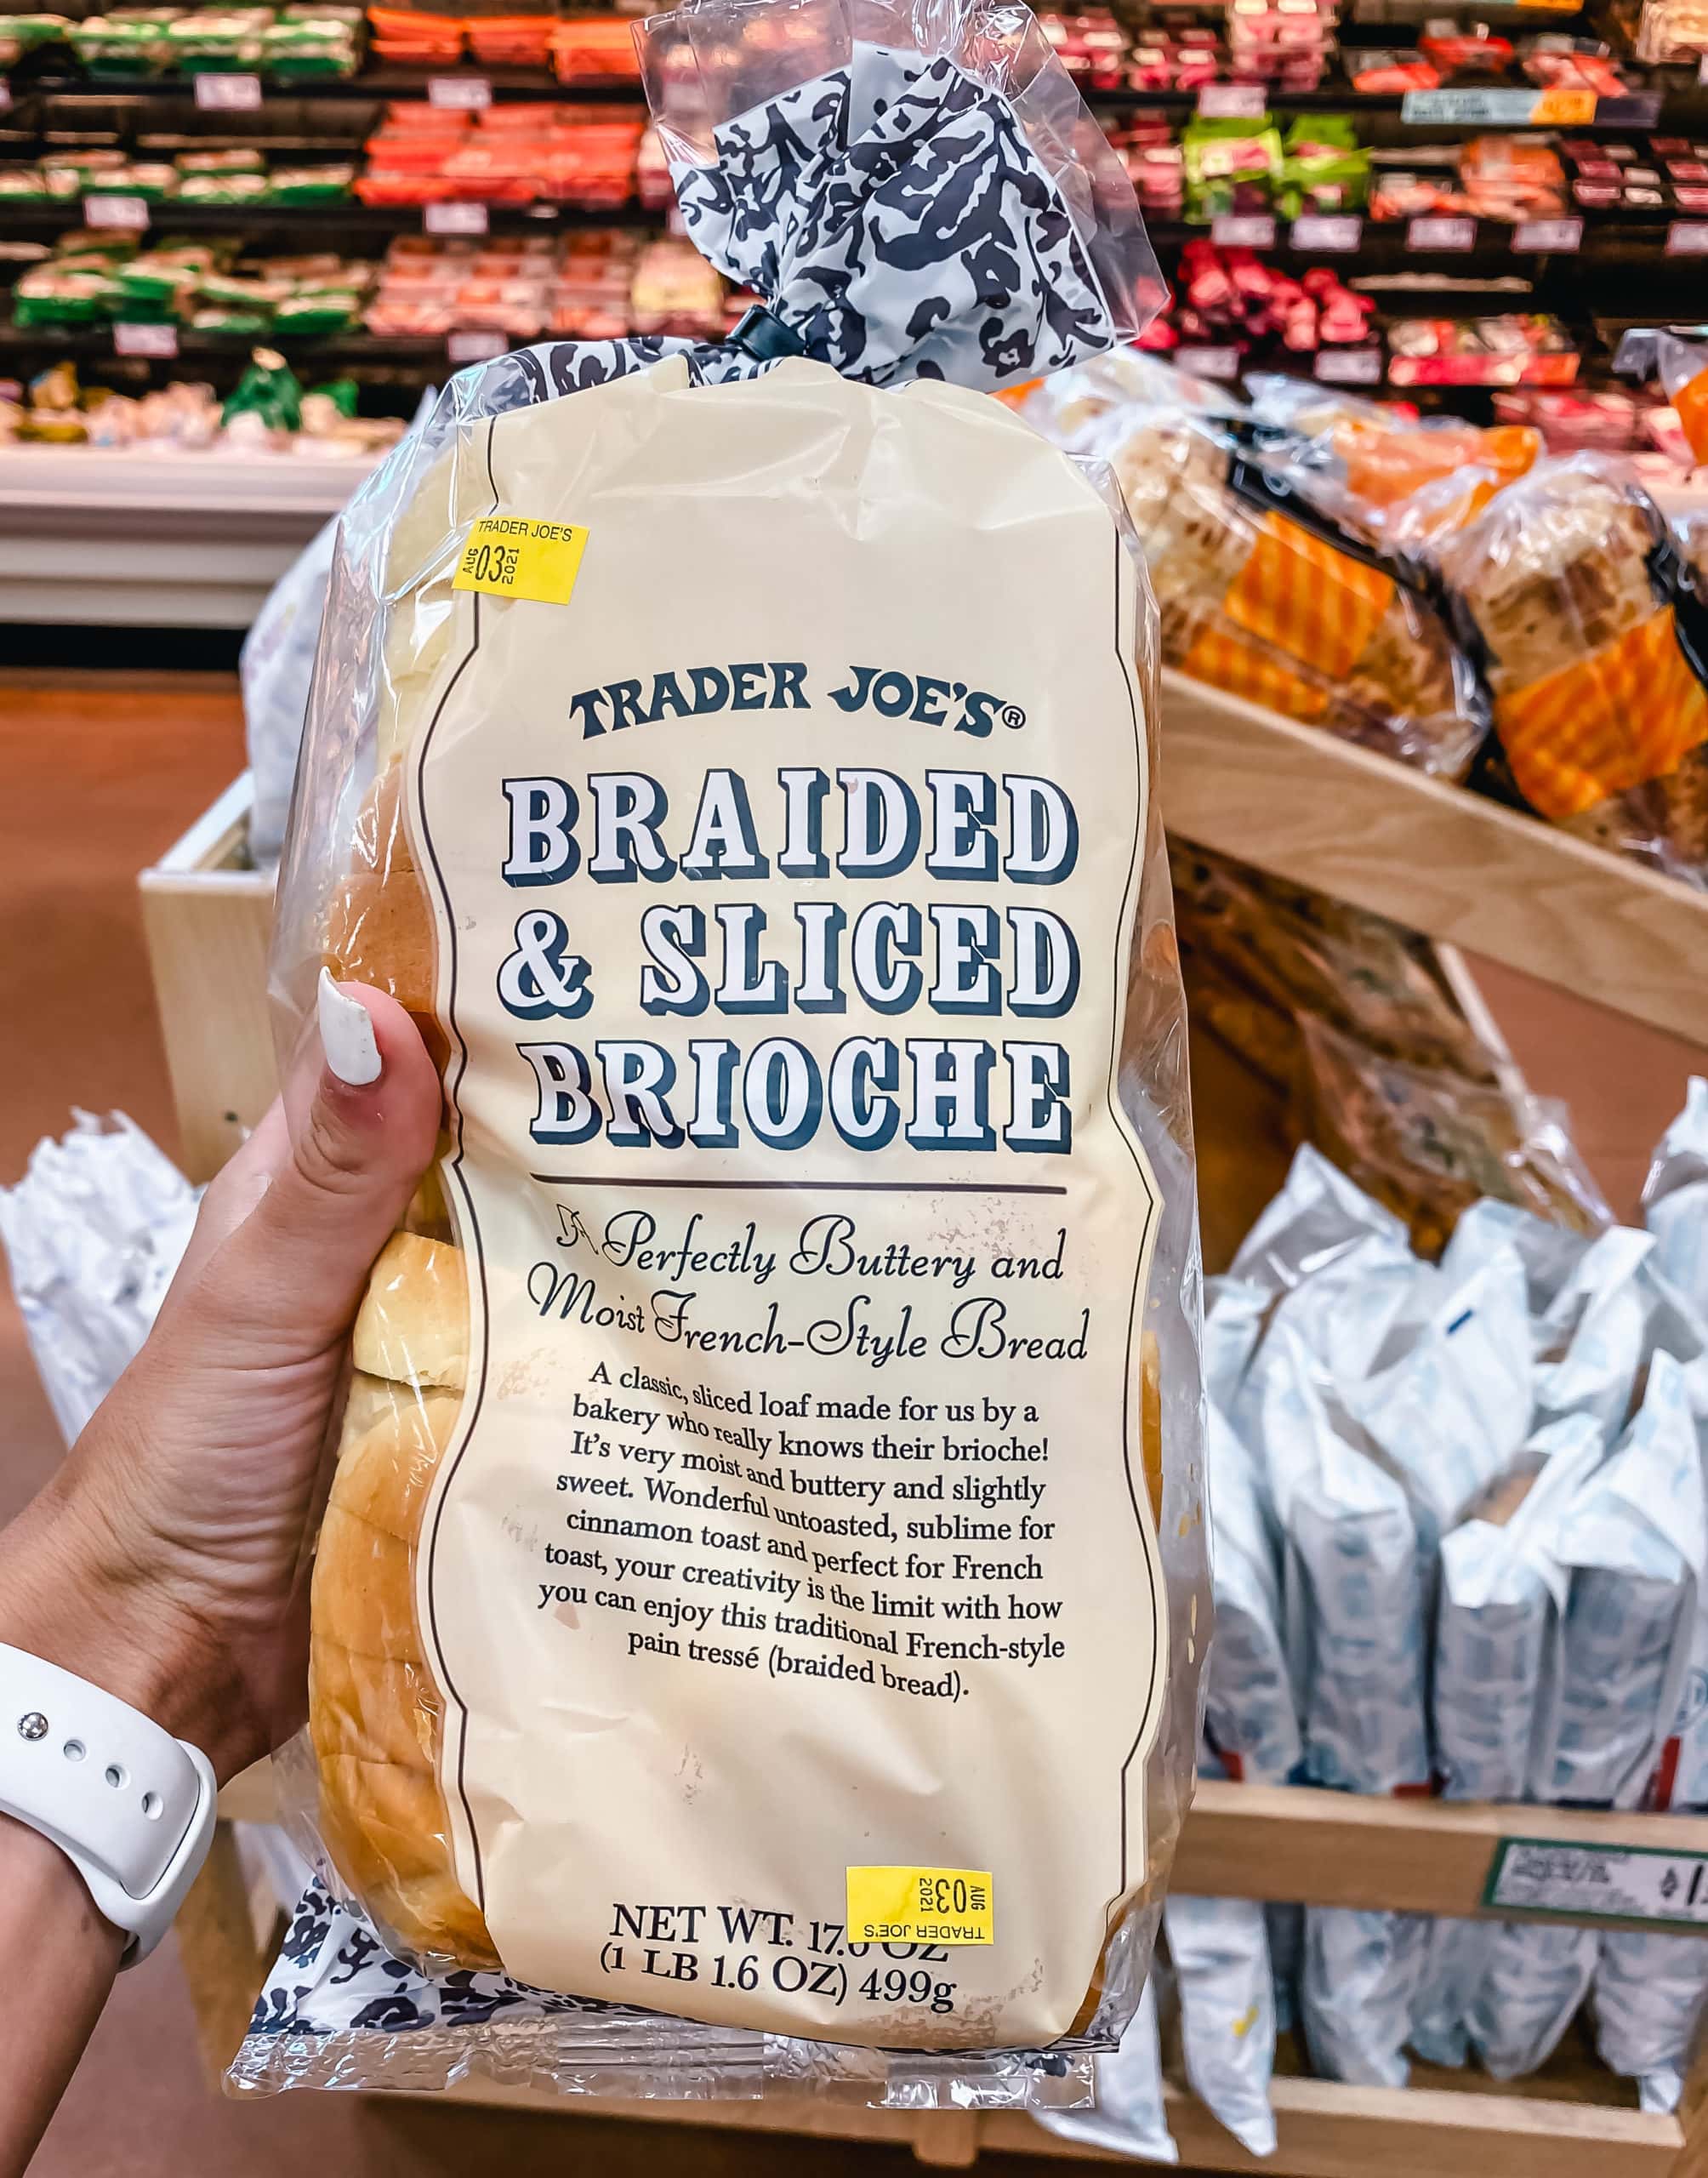 TRADER JOE'S
AUG 03 2021
TRADER JOE'S®
BRAIDED
& SLICED
BRIOCHE
A Perfectly Buttery and
Moist French-Style Bread
A classic, sliced loaf made for us by a
bakery who really knows their brioche!
It's very moist and buttery and slightly
sweet. Wonderful untoasted, sublime for
cinnamon toast and perfect for French
toast, your creativity is the limit with how
you can enjoy this traditional French-style
pain tressé (braided bread).
AUG 03 2021
TRADER JOE'S
NET WT. 17.6 OZ
(1 LB 1.6 OZ) 499g